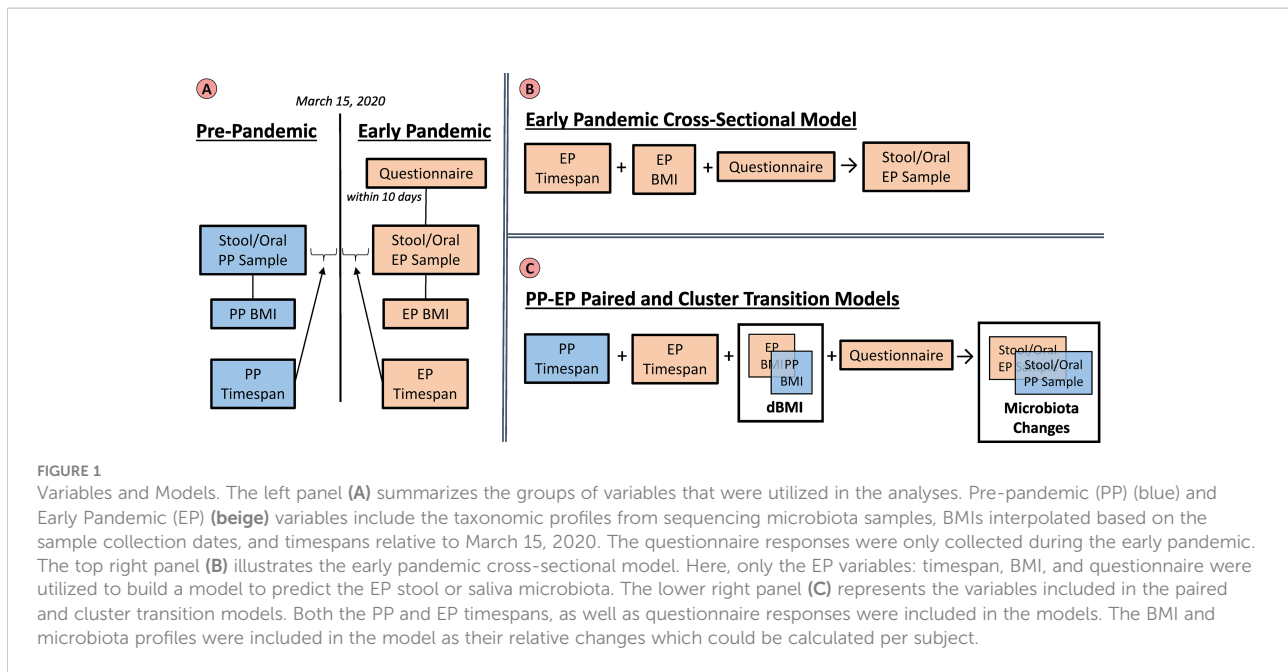 A
March 15, 2020
Pre-Pandemic
Early Pandemic
Questionnaire
within 10 days
Stool/Oral
PP Sample
Stool/Oral
EP Sample
PP BMI
EP BMI
PP
Timespan
EP
Timespan
B
Early Pandemic Cross-Sectional Model
EP
Timespan
+
EP
BMI
+
Questionnaire
→
Stool/Oral
EP Sample
C
PP-EP Paired and Cluster Transition Models
PP
Timespan
+
EP
Timespan
+
EP
BMI
PP
BMI
dBMI
+
Questionnaire
→
Stool/Oral
EP Sample
Stool/Oral
PP Sample
Microbiota
Changes
FIGURE 1
Variables and Models. The left panel (A) summarizes the groups of variables that were utilized in the analyses. Pre-pandemic (PP) (blue) and
Early Pandemic (EP) (beige) variables include the taxonomic profiles from sequencing microbiota samples, BMIs interpolated based on the
sample collection dates, and timespans relative to March 15, 2020. The questionnaire responses were only collected during the early pandemic.
The top right panel (B) illustrates the early pandemic cross-sectional model. Here, only the EP variables: timespan, BMI, and questionnaire were
utilized to build a model to predict the EP stool or saliva microbiota. The lower right panel (C) represents the variables included in the paired
and cluster transition models. Both the PP and EP timespans, as well as questionnaire responses were included in the models. The BMI and
microbiota profiles were included in the model as their relative changes which could be calculated per subject.